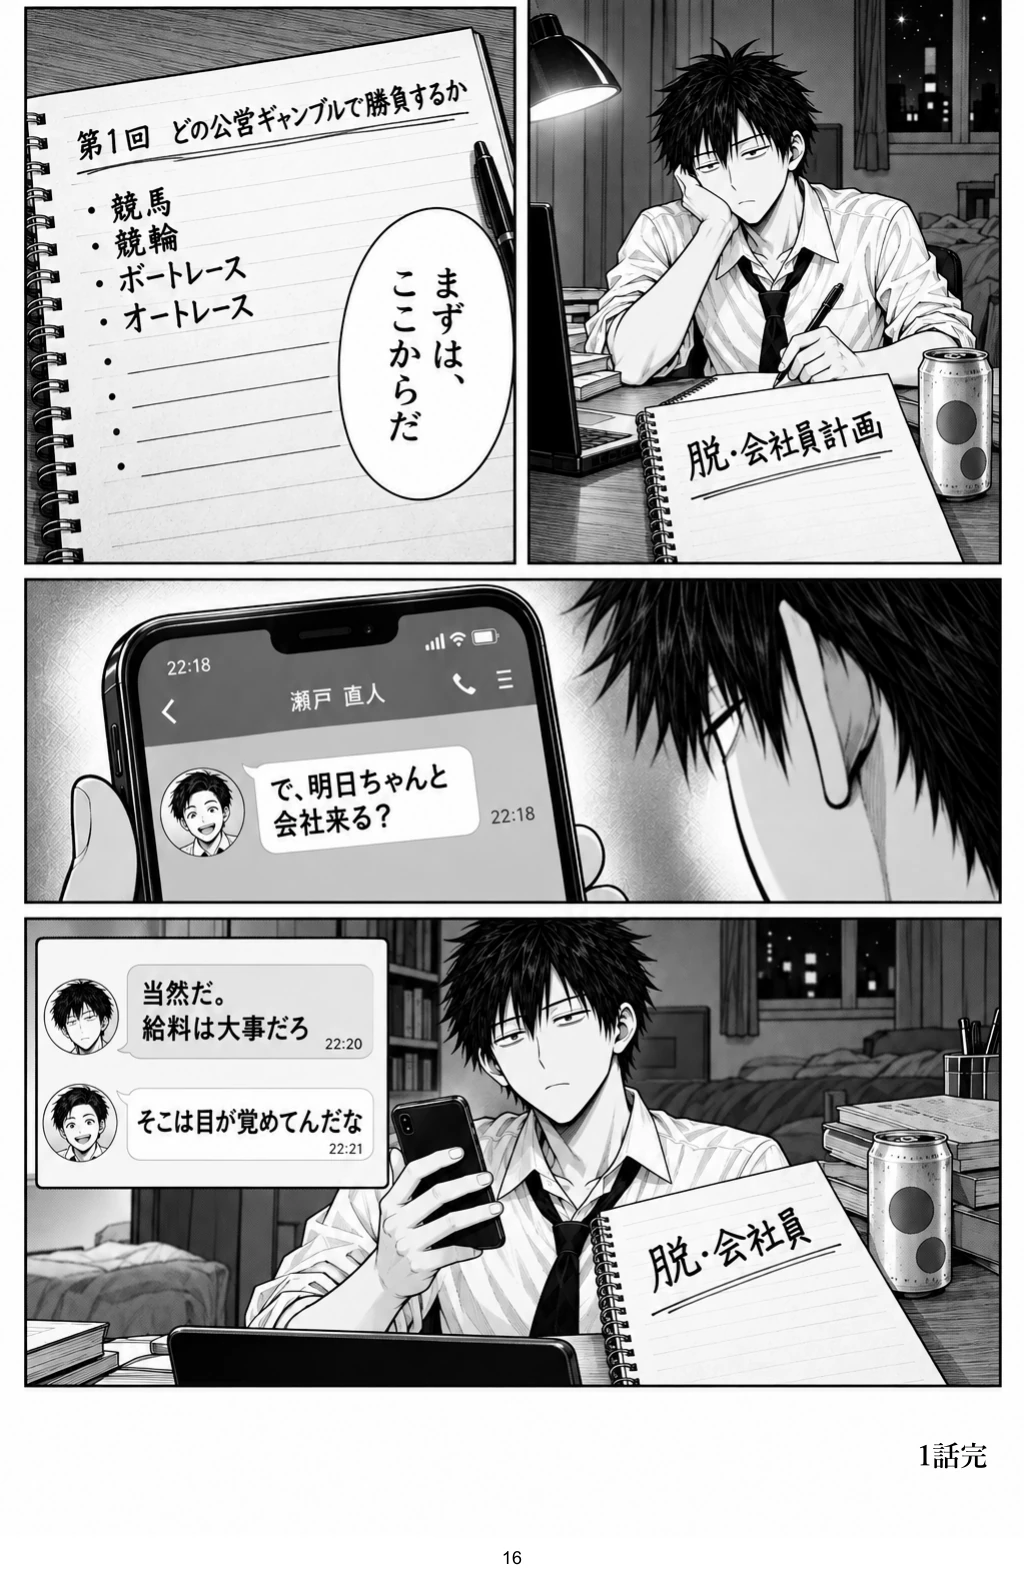 脱・会社員計画
第1回 どの公営ギャンブルで勝負するか
・競馬
・競輪
・ボートレース
・オートレース
・
・
・
・
まずは、
ここからだ
22:18
瀬戸 直人
で、明日ちゃんと
会社来る?
22:18
当然だ。
給料は大事だろ
22:20
そこは目が覚めてんだな
22:21
脱・会社員
1話完
16